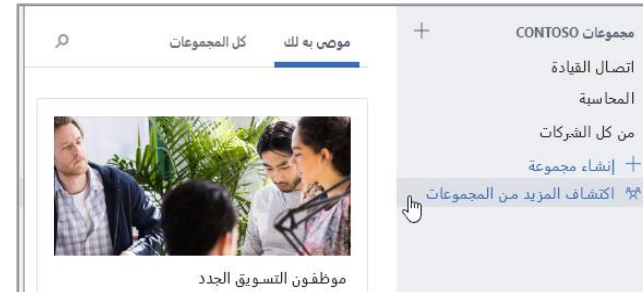 مجموعات CONTOSO
اتصال القيادة
المحاسبة
من كل الشركات
إنشاء مجموعة
اكتشاف المزيد من المجموعات
موصى به لك
كل المجموعات
موظفون التسويق الجدد